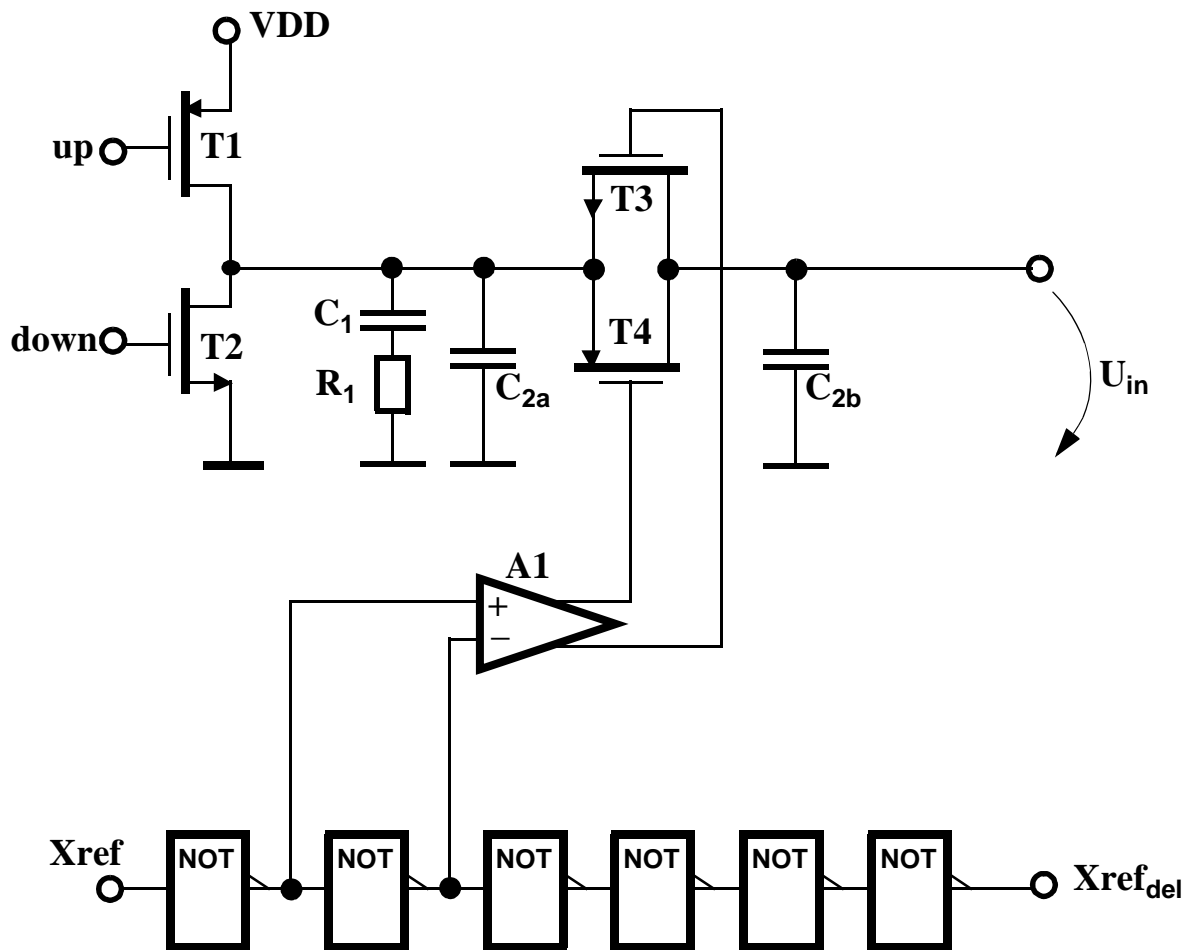 VDD
up
T1
T3
down
T2
C1
R1
C2a
T4
C2b
Uin
A1
+
−
Xref
NOT
NOT
NOT
NOT
NOT
NOT
Xrefdel